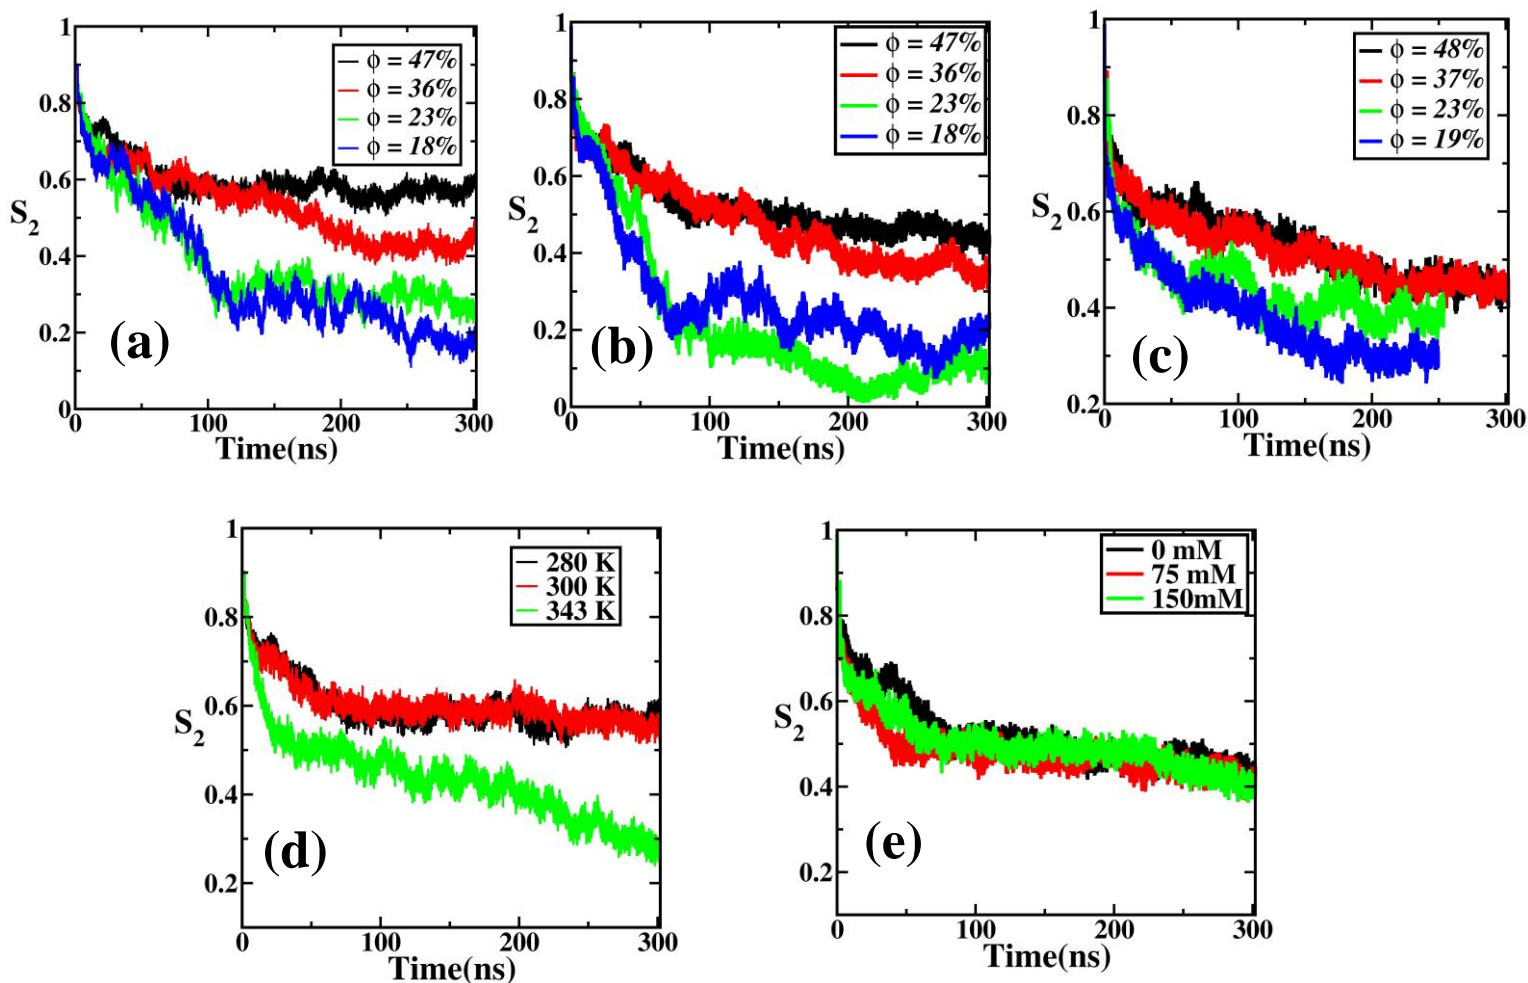 1
0.8
0.6
0.4
0.2
0
S2
ϕ = 47%
ϕ = 36%
ϕ = 23%
ϕ = 18%
(a)
0 100 200 300
Time(ns)
1
0.8
0.6
0.4
0.2
0
S2
ϕ = 47%
ϕ = 36%
ϕ = 23%
ϕ = 18%
(b)
0 100 200 300
Time(ns)
1
0.8
0.6
0.4
0.2
S2
ϕ = 48%
ϕ = 37%
ϕ = 23%
ϕ = 19%
(c)
0 100 200 300
Time(ns)
1
0.8
0.6
0.4
0.2
S2
280 K
300 K
343 K
(d)
0 100 200 300
Time(ns)
1
0.8
0.6
0.4
0.2
S2
0 mM
75 mM
150mM
(e)
0 100 200 300
Time(ns)